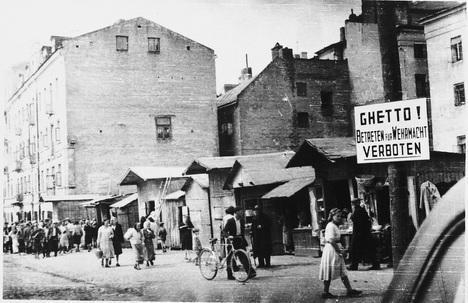 GHETTO!
BETRETEN FÜR WEHRMACHT
VERBOTEN